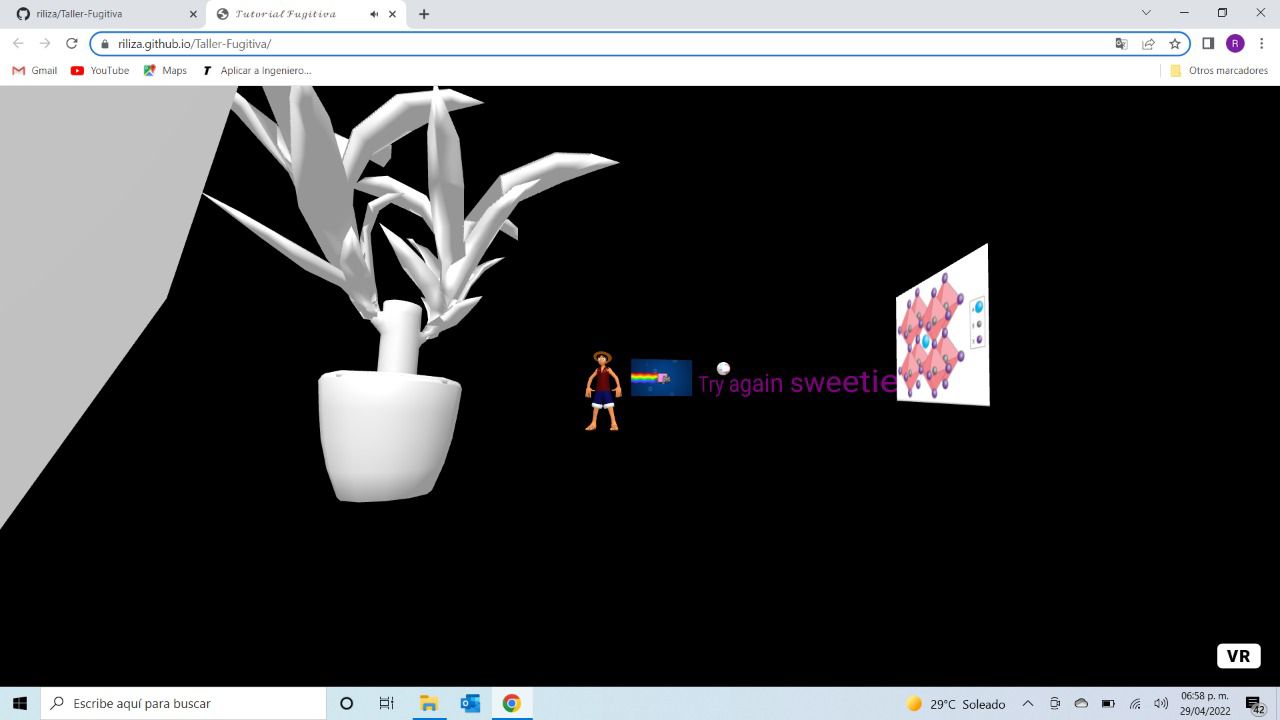 riliza/Taller-Fugitiva
𝓣𝓾𝓽𝓸𝓻𝓲𝓪𝓵 𝓕𝓾𝓰𝓲𝓽𝓲𝓿𝓪
riliza.github.io/Taller-Fugitiva/
R
Gmail
YouTube
Maps
T
Aplicar a Ingeniero...
Otros marcadores
Try again sweetie
VR
Escribe aquí para buscar
29°C Soleado
06:58 p. m.
29/04/2022
42